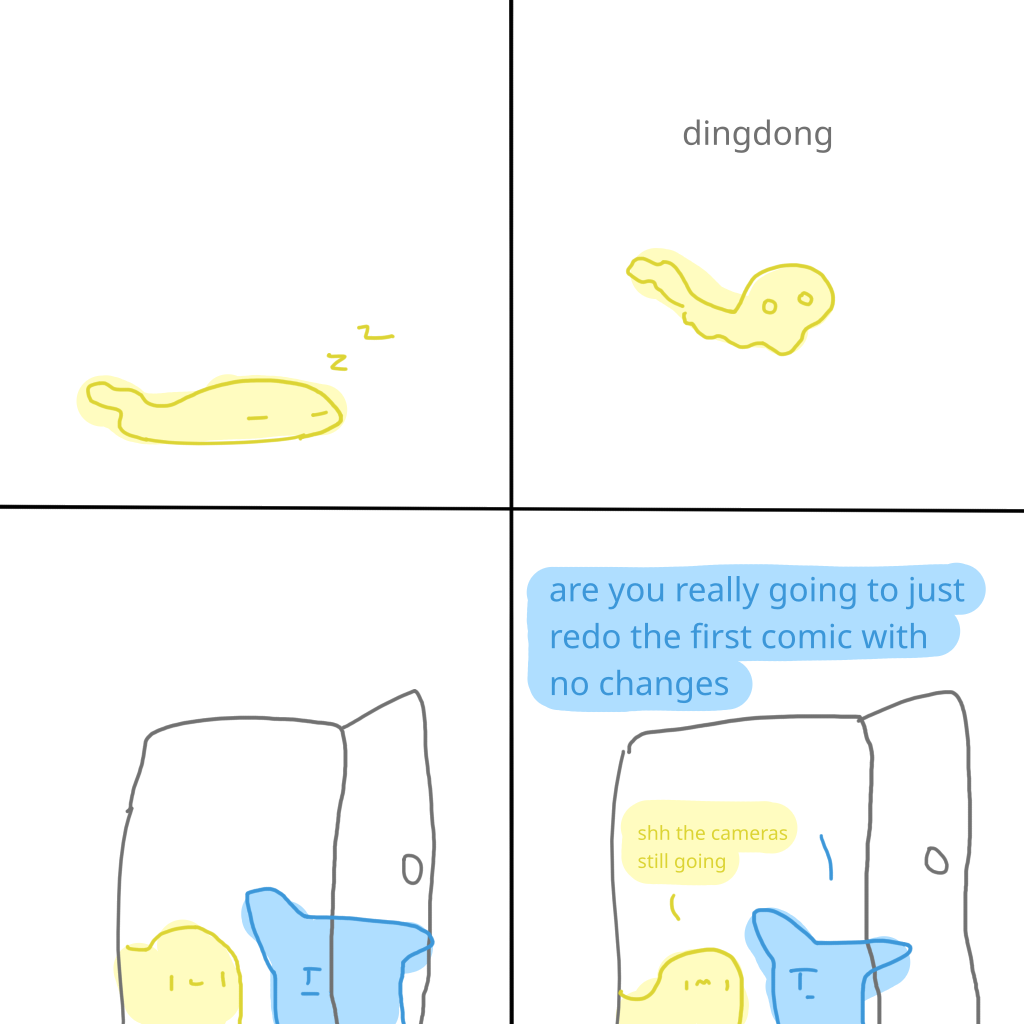 z
z
dingdong
are you really going to just
redo the first comic with
no changes
shh the cameras
still going